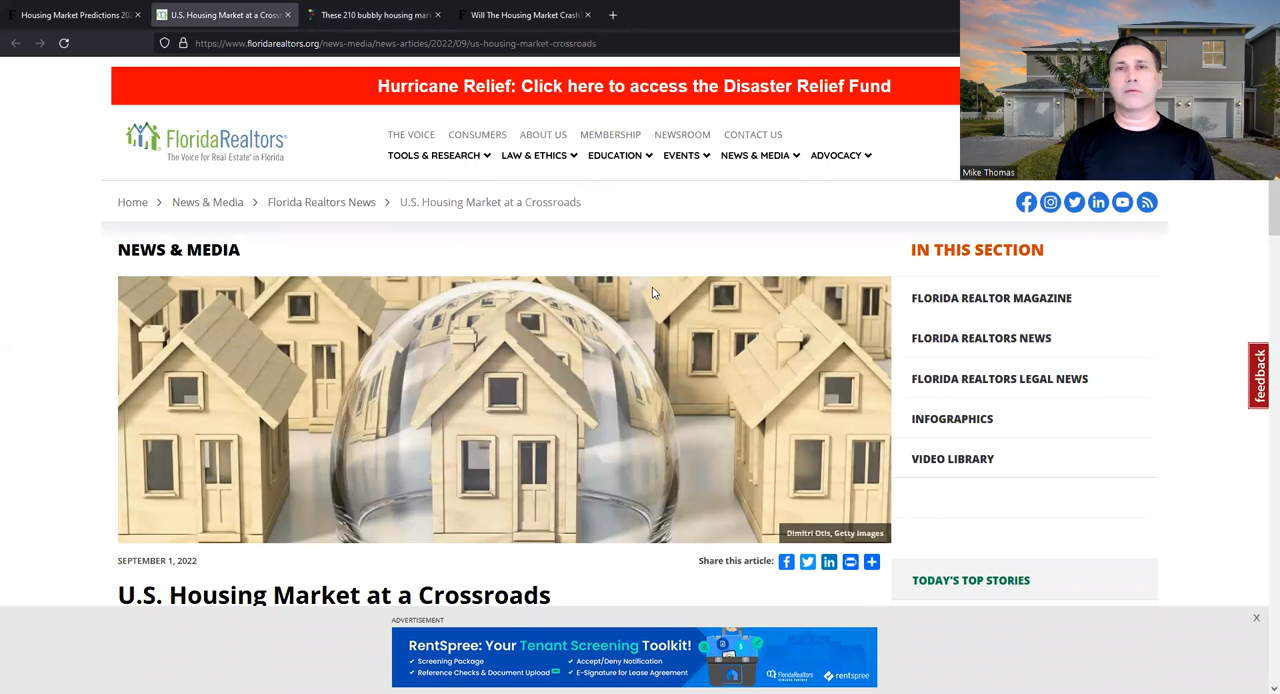 Housing Market Predictions 202
U.S. Housing Market at a Cross
These 210 bubbly housing mar
Will The Housing Market Crash?
https://www.floridarealtors.org/news-media/news-articles/2022/09/us-housing-market-crossroads
Hurricane Relief: Click here to access the Disaster Relief Fund
FloridaRealtors®
The Voice for Real Estate® in Florida
THE VOICE CONSUMERS ABOUT US MEMBERSHIP NEWSROOM CONTACT US
TOOLS & RESEARCH LAW & ETHICS EDUCATION EVENTS NEWS & MEDIA ADVOCACY
Mike Thomas
Home > News & Media > Florida Realtors News > U.S. Housing Market at a Crossroads
NEWS & MEDIA
Dimitri Otis, Getty Images
SEPTEMBER 1, 2022
Share this article:
U.S. Housing Market at a Crossroads
IN THIS SECTION
FLORIDA REALTOR MAGAZINE
FLORIDA REALTORS NEWS
FLORIDA REALTORS LEGAL NEWS
INFOGRAPHICS
VIDEO LIBRARY
TODAY'S TOP STORIES
feedback
ADVERTISEMENT
X
RentSpree: Your Tenant Screening Toolkit!
✓ Screening Package ✓ Accept/Deny Notification
✓ Reference Checks & Document Upload ✓ E-Signature for Lease Agreement
FloridaRealtors
rentspree